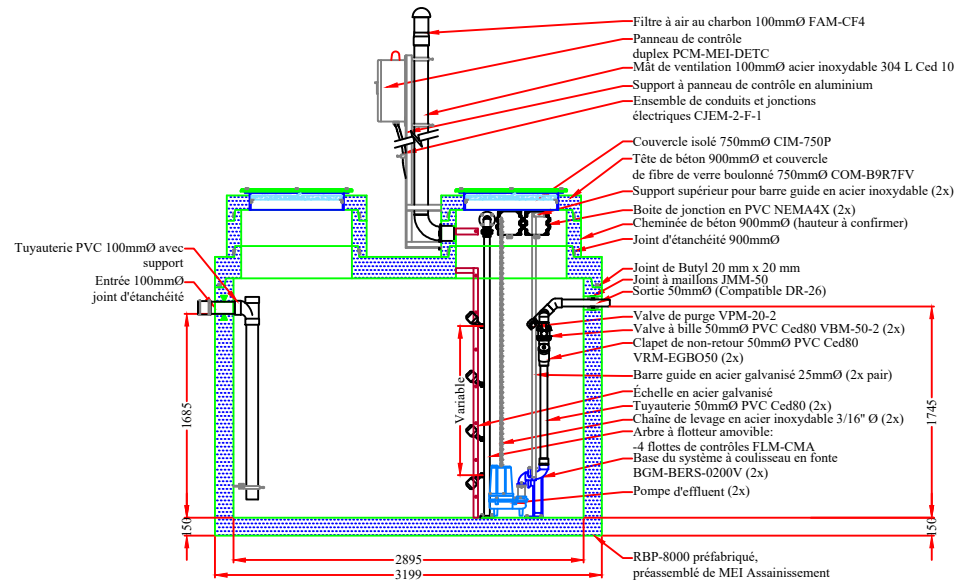 Filtre à air au charbon 100mmØ FAM-CF4
Panneau de contrôle
duplex PCM-MEI-DETC
Mât de ventilation 100mmØ acier inoxydable 304 L Ced 10
Support à panneau de contrôle en aluminium
Ensemble de conduits et jonctions
électriques CJEM-2-F-1
Couvercle isolé 750mmØ CIM-750P
Tête de béton 900mmØ et couvercle
de fibre de verre boulonné 750mmØ COM-B9R7FV
Support supérieur pour barre guide en acier inoxydable (2x)
Boite de jonction en PVC NEMA4X (2x)
Cheminée de béton 900mmØ (hauteur à confirmer)
Joint d'étanchéité 900mmØ
Tuyauterie PVC 100mmØ avec
support
Entrée 100mmØ
joint d'étanchéité
Joint de Butyl 20 mm x 20 mm
Joint à maillons JMM-50
Sortie 50mmØ (Compatible DR-26)
Valve de purge VPM-20-2
Valve à bille 50mmØ PVC Ced80 VBM-50-2 (2x)
Clapet de non-retour 50mmØ PVC Ced80
VRM-EGBO50 (2x)
Barre guide en acier galvanisé 25mmØ (2x pair)
Échelle en acier galvanisé
Tuyauterie 50mmØ PVC Ced80 (2x)
Chaîne de levage en acier inoxydable 3/16" Ø (2x)
Arbre à flotteur amovible:
-4 flottes de contrôles FLM-CMA
Base du système à coulisseau en fonte
BGM-BERS-0200V (2x)
Pompe d'effluent (2x)
Variable
1685
1745
150
150
2895
3199
RBP-8000 préfabriqué,
préassemblé de MEI Assainissement